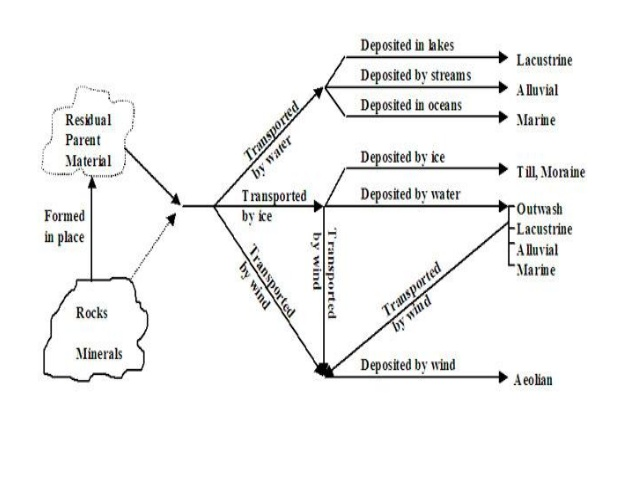 Residual
Parent
Material
Formed
in place
Rocks
Minerals
Transported
by water
Transported
by ice
Transported
by wind
Transported
by wind
Transported
by wind
Deposited in lakes
Lacustrine
Deposited by streams
Alluvial
Deposited in oceans
Marine
Deposited by ice
Till, Moraine
Deposited by water
Outwash
Lacustrine
Alluvial
Marine
Deposited by wind
Aeolian